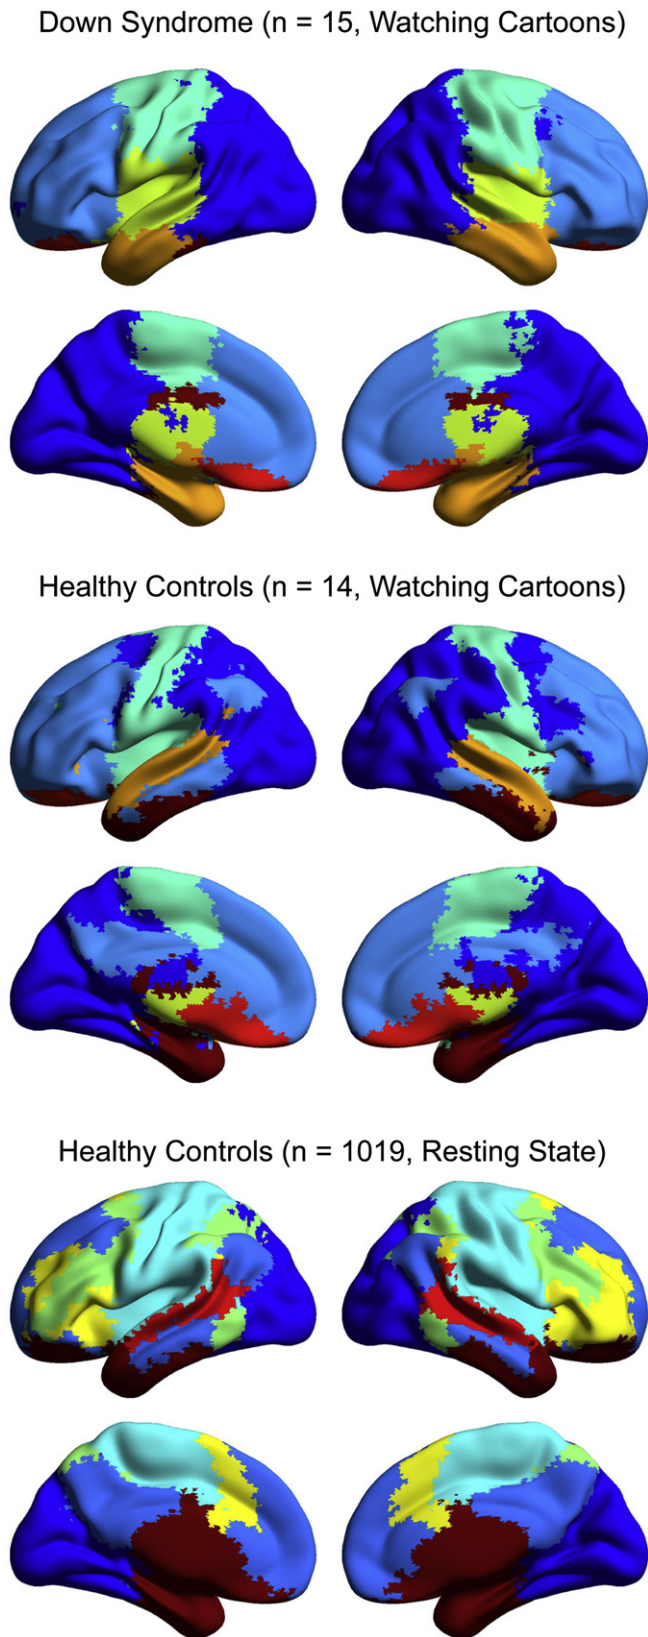 Down Syndrome (n = 15, Watching Cartoons)
Healthy Controls (n = 14, Watching Cartoons)
Healthy Controls (n = 1019, Resting State)